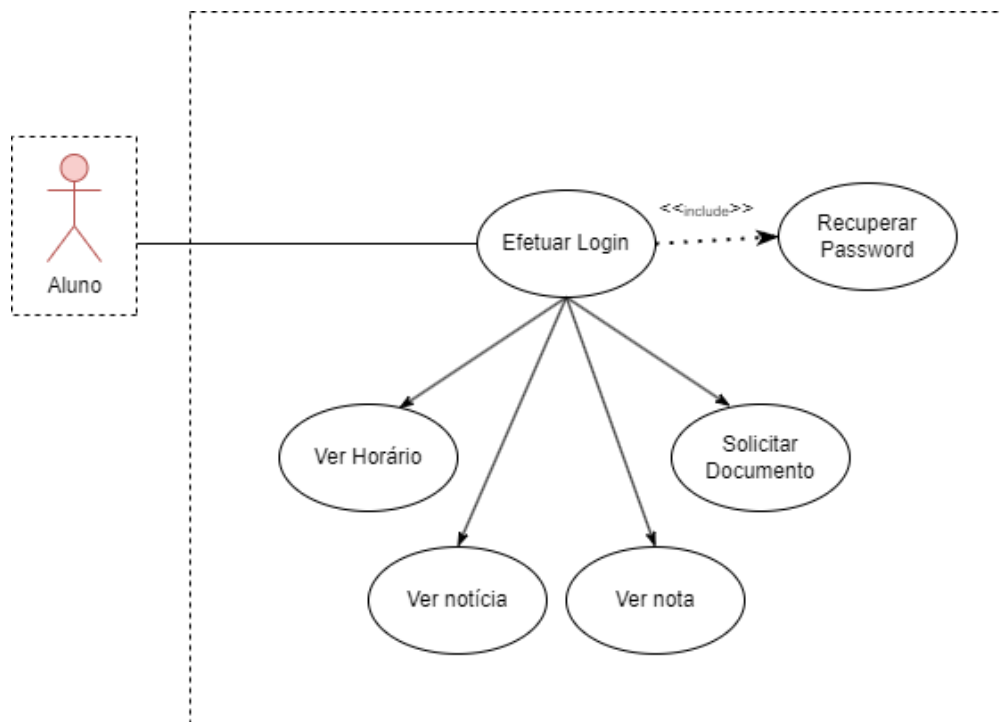 Aluno
Efetuar Login
<<include>>
Recuperar
Password
Ver Horário
Solicitar
Documento
Ver notícia
Ver nota